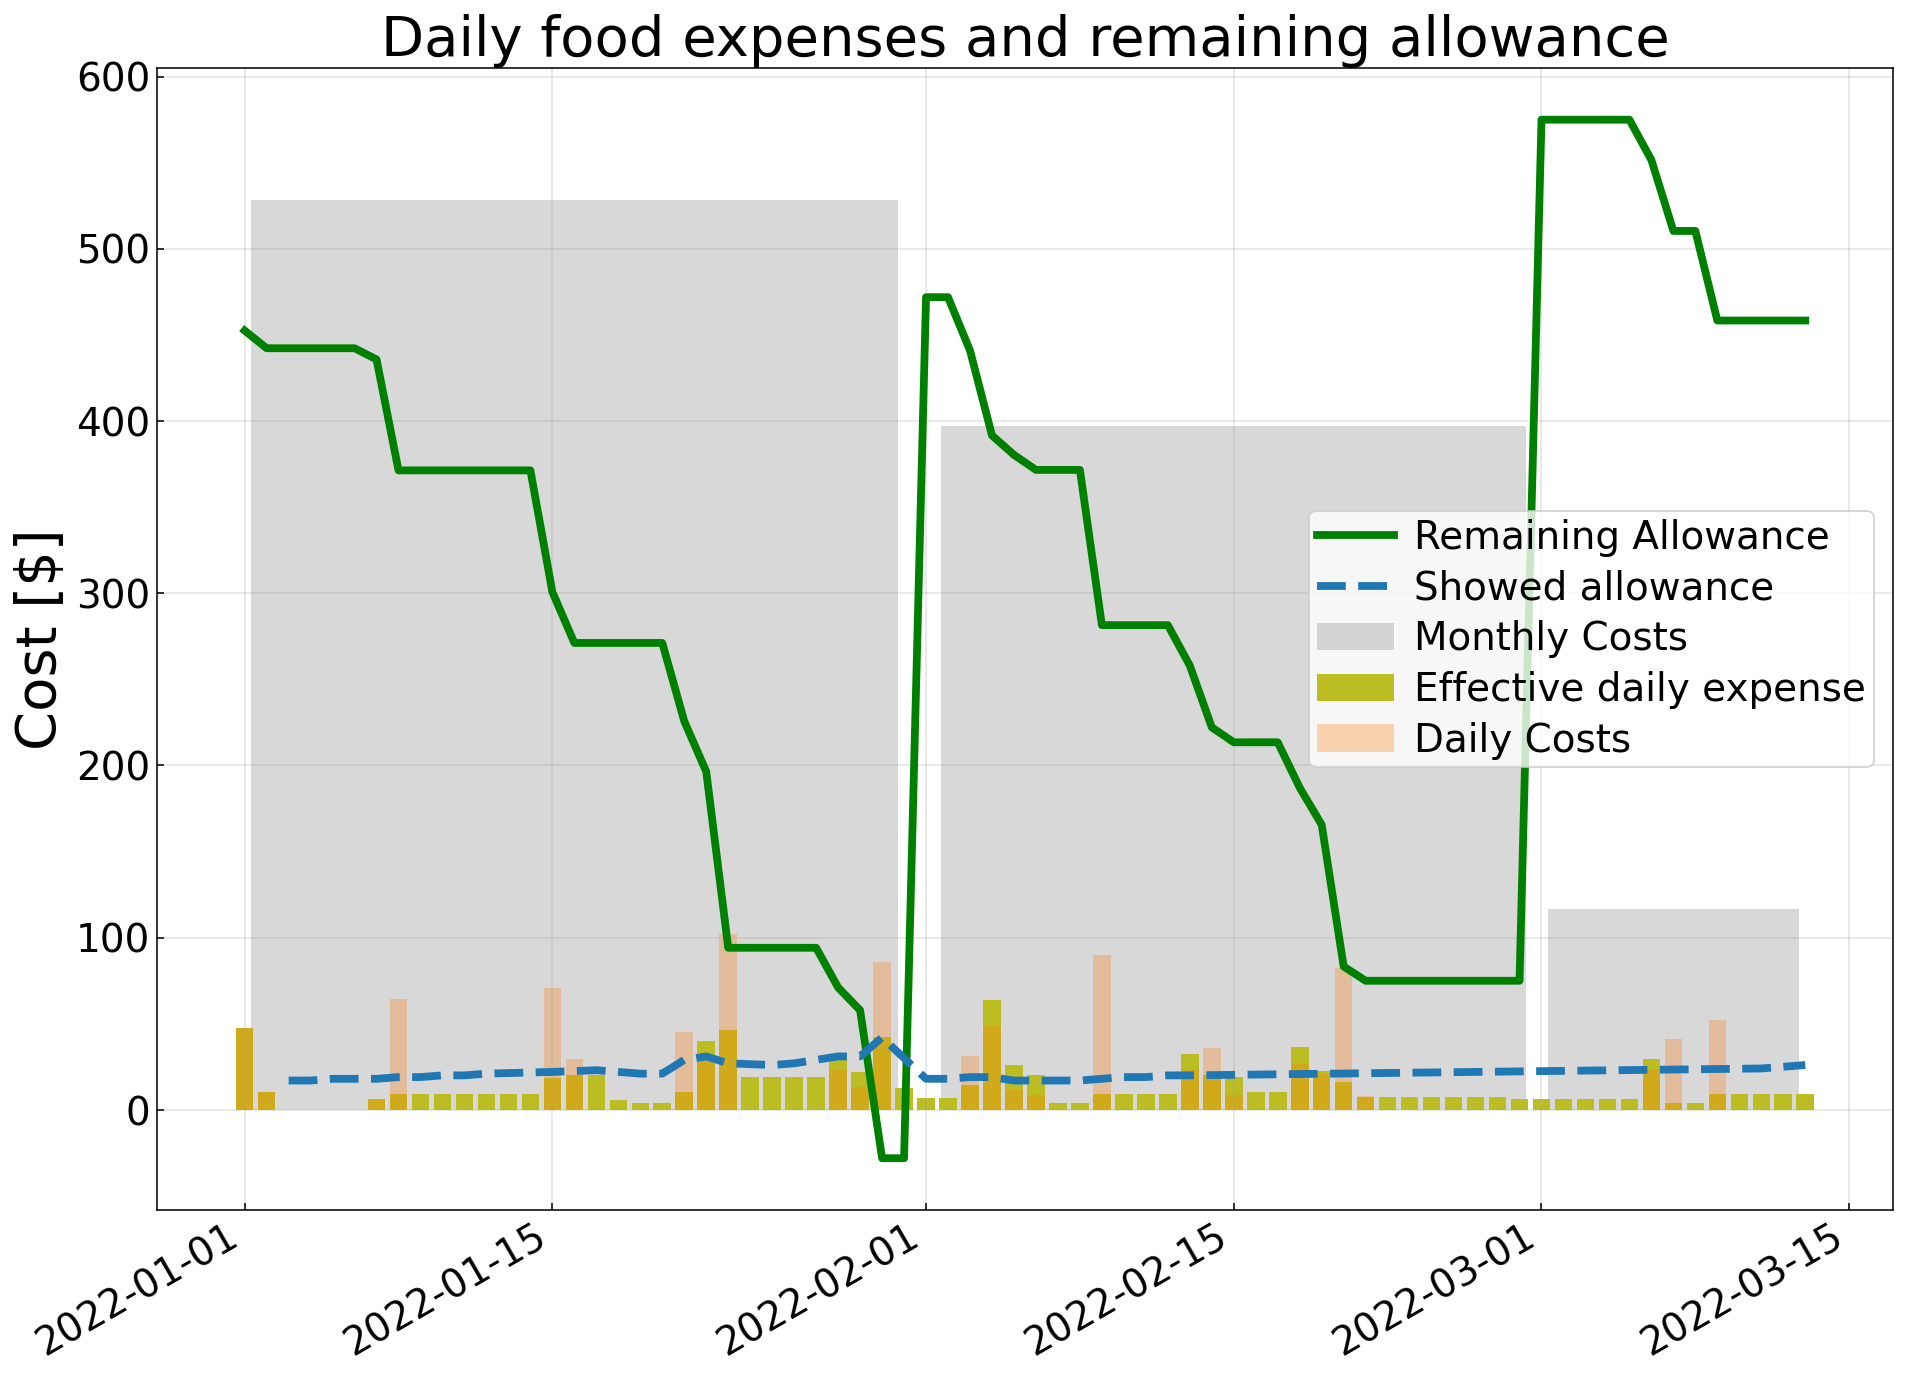 Daily food expenses and remaining allowance
Cost [$]
600
500
400
300
200
100
0
Remaining Allowance
Showed allowance
Monthly Costs
Effective daily expense
Daily Costs
2022-01-01
2022-01-15
2022-02-01
2022-02-15
2022-03-01
2022-03-15